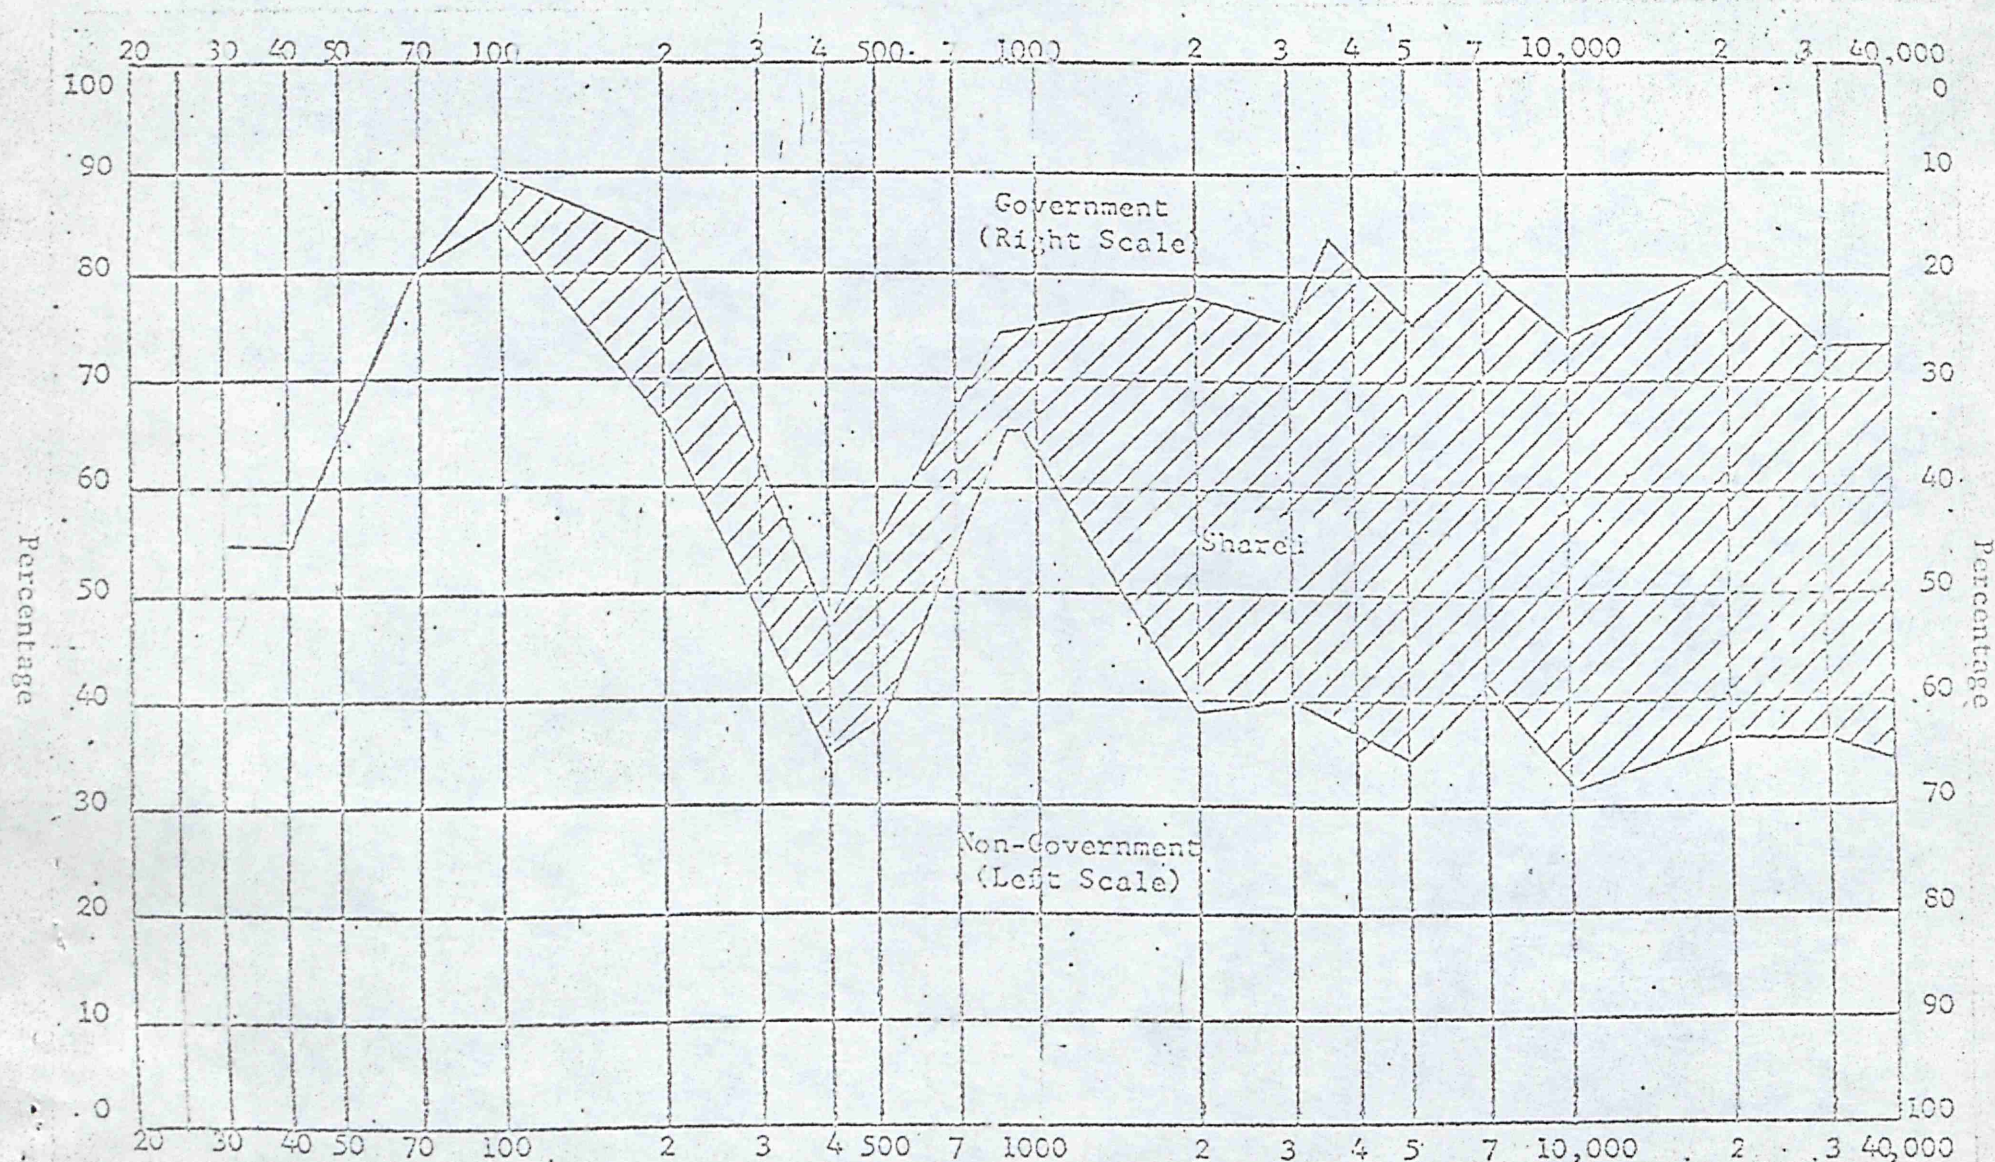 20 30 40 50 70 100 2 3 4 500 7 1000 2 3 4 5 7 10,000 2 3 40,000
100 0
90 10
Government
(Right Scale)
80 20
70 30
60 40
Shared
Percentage
Percentage
50 50
40 60
30 70
Non-Government
(Left Scale)
20 80
10 90
0 100
20 30 40 50 70 100 2 3 4 500 7 1000 2 3 4 5 7 10,000 2 3 40,000